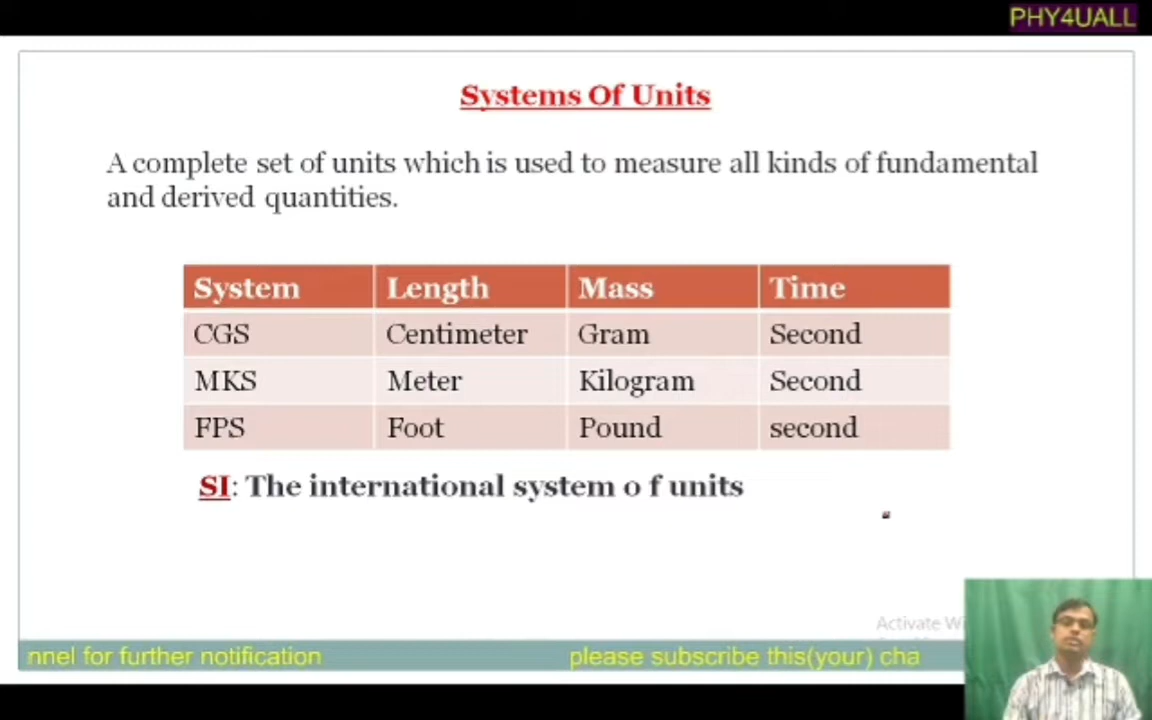 PHY4UALL
Systems Of Units
A complete set of units which is used to measure all kinds of fundamental
and derived quantities.
System Length Mass Time
CGS Centimeter Gram Second
MKS Meter Kilogram Second
FPS Foot Pound second
SI: The international system o f units
Activate Wi
nnel for further notification please subscribe this(your) cha